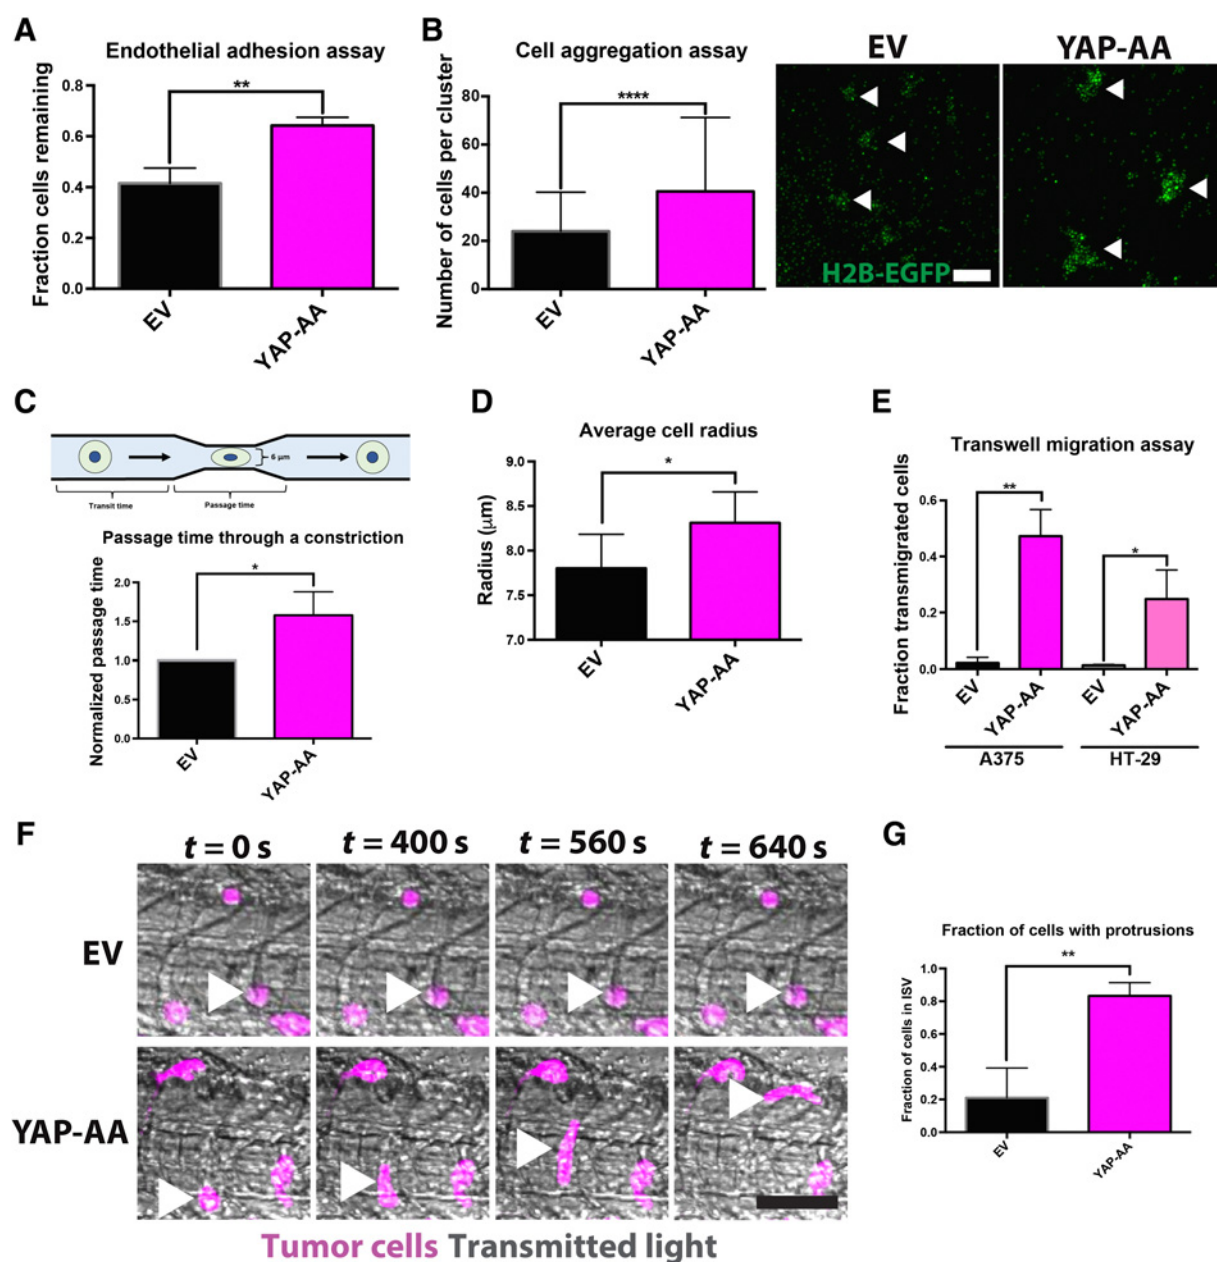 A
Endothelial adhesion assay
Fraction cells remaining
0.8
0.6
0.4
0.2
0.0
**
EV
YAP-AA
B
Cell aggregation assay
Number of cells per cluster
80
60
40
20
0
****
EV
YAP-AA
EV
YAP-AA
H2B-EGFP
C
6 μm
Transit time
Passage time
Passage time through a constriction
Normalized passage time
2.0
1.5
1.0
0.5
0.0
*
EV
YAP-AA
D
Average cell radius
Radius (μm)
9.0
8.5
8.0
7.5
7.0
*
EV
YAP-AA
E
Transwell migration assay
Fraction transmigrated cells
0.6
0.4
0.2
0.0
**
*
EV
YAP-AA
EV
YAP-AA
A375
HT-29
F
t = 0 s
t = 400 s
t = 560 s
t = 640 s
EV
YAP-AA
Tumor cells Transmitted light
G
Fraction of cells with protrusions
Fraction of cells in ISV
1.0
0.8
0.6
0.4
0.2
0.0
**
EV
YAP-AA